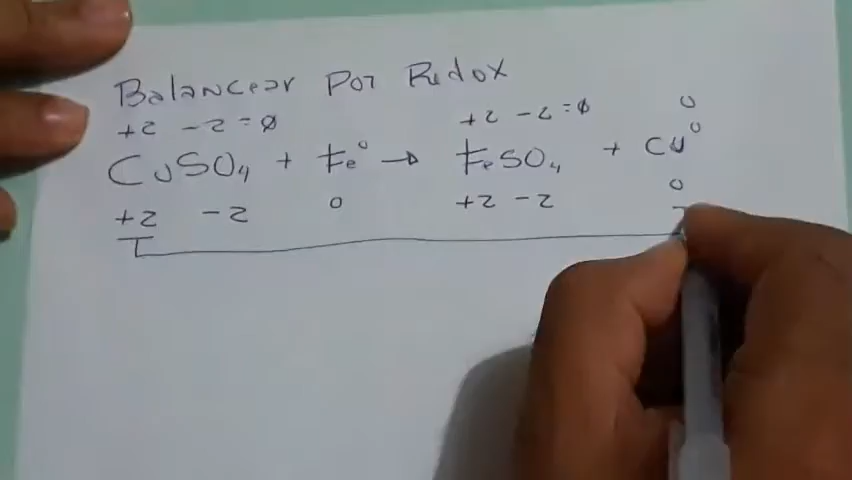 Balancear Por Redox
+2 -2 = 0 +2 -2 = 0 0
CuSO4 + Fe⁰ → FeSO4 + Cu⁰
+2 -2 0 +2 -2 0